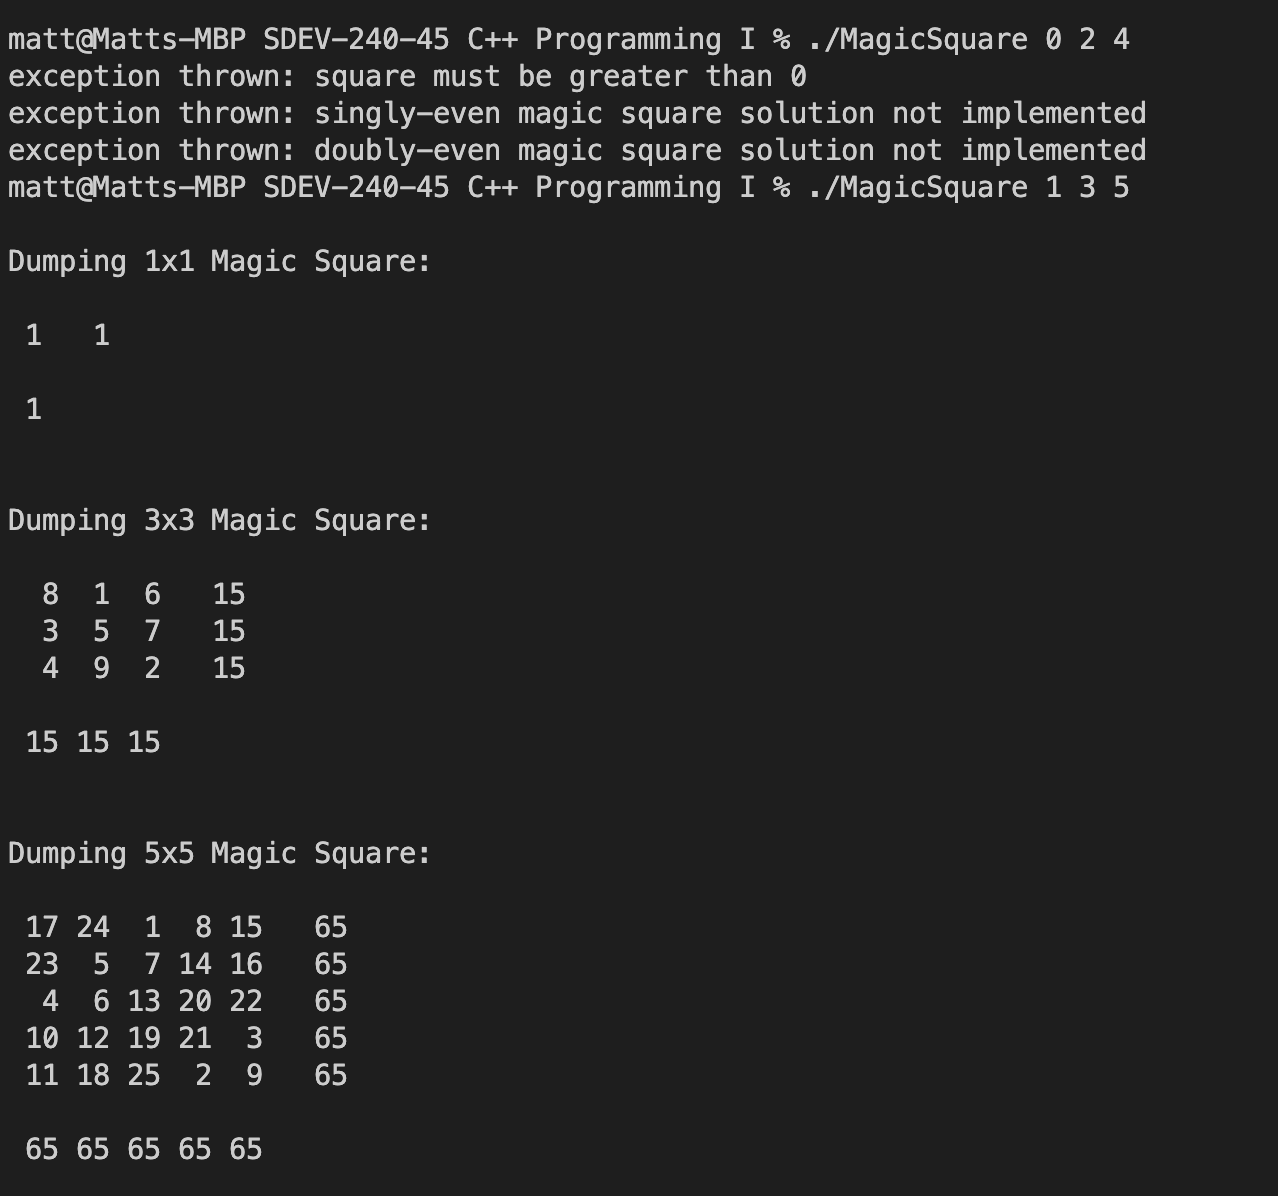 matt@Matts-MBP SDEV-240-45 C++ Programming I % ./MagicSquare 0 2 4
exception thrown: square must be greater than 0
exception thrown: singly-even magic square solution not implemented
exception thrown: doubly-even magic square solution not implemented
matt@Matts-MBP SDEV-240-45 C++ Programming I % ./MagicSquare 1 3 5

Dumping 1x1 Magic Square:

 1   1

 1


Dumping 3x3 Magic Square:

  8  1  6   15
  3  5  7   15
  4  9  2   15

 15 15 15


Dumping 5x5 Magic Square:

 17 24  1  8 15   65
 23  5  7 14 16   65
  4  6 13 20 22   65
 10 12 19 21  3   65
 11 18 25  2  9   65

 65 65 65 65 65